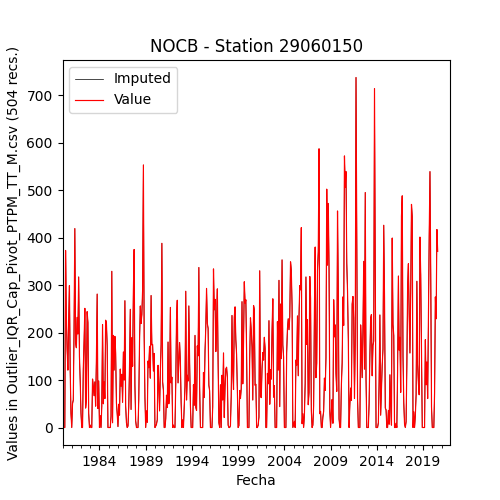 NOCB - Station 29060150
Values in Outlier_IQR_Cap_Pivot_PTPM_TT_M.csv (504 recs.)
Imputed
Value
700
600
500
400
300
200
100
0
1984 1989 1994 1999 2004 2009 2014 2019
Fecha